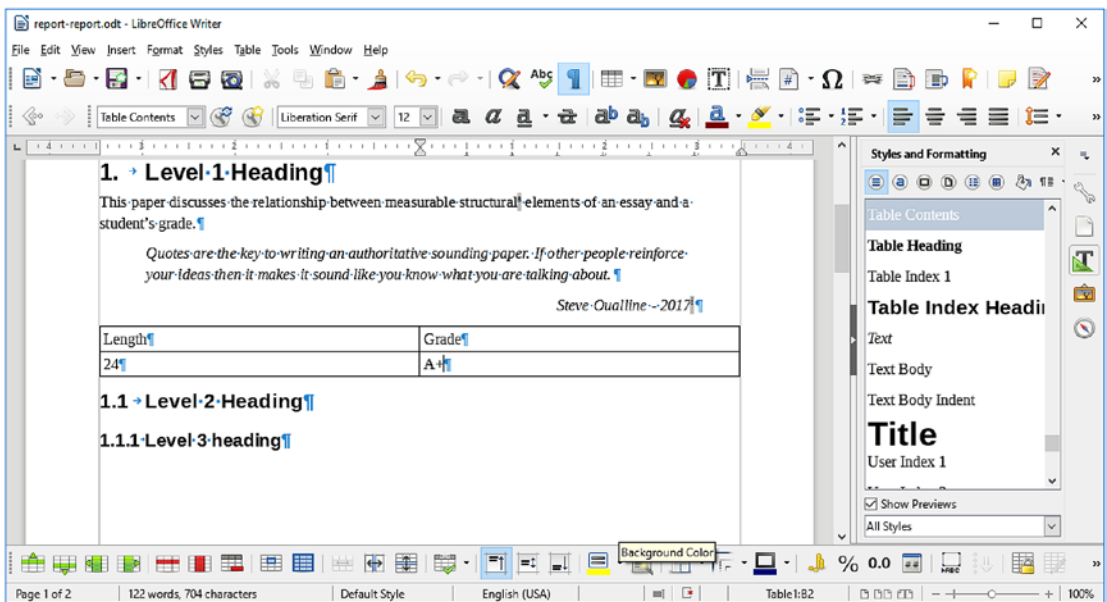 report-report.odt - LibreOffice Writer
File Edit View Insert Format Styles Table Tools Window Help
Table Contents Liberation Serif 12
Styles and Formatting
1. Level 1 Heading¶
This paper discusses the relationship between measurable structural elements of an essay and a
student's grade.¶
Quotes are the key to writing an authoritative sounding paper. If other people reinforce
your ideas then it makes it sound like you know what you are talking about. ¶
Steve Oualline - 2017¶
Length¶ Grade¶
24¶ A+¶
1.1 Level 2 Heading¶
1.1.1 Level 3 heading¶
Table Contents
Table Heading
Table Index 1
Table Index Headi
Text
Text Body
Text Body Indent
Title
User Index 1
Show Previews
All Styles
Background Color
% 0.0
Page 1 of 2 122 words, 704 characters Default Style English (USA) Table1:B2 100%